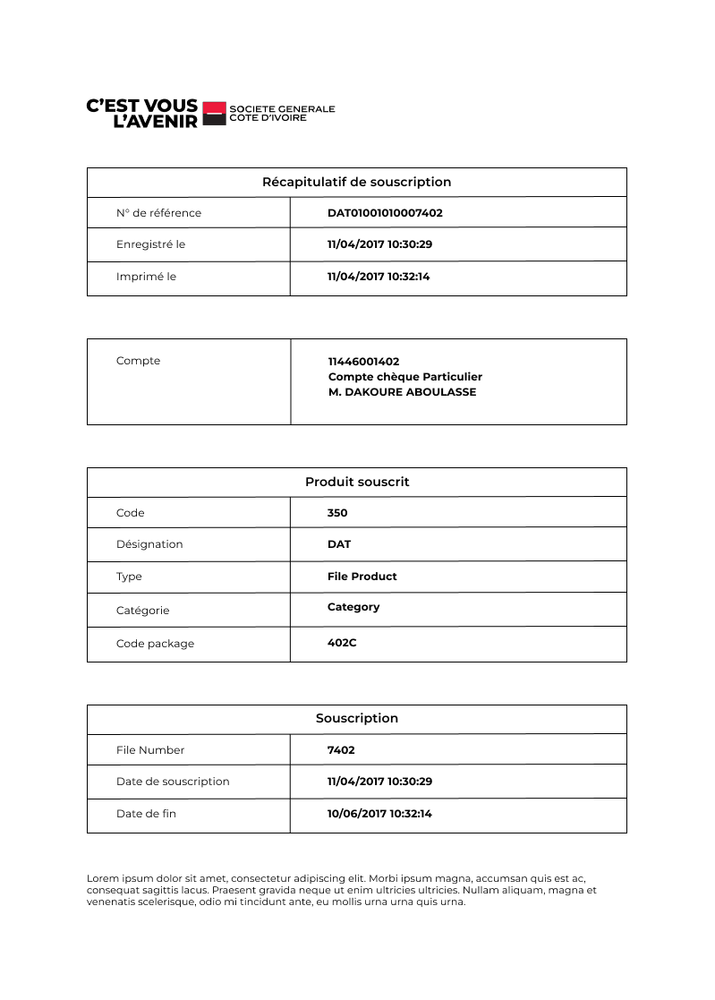 C'EST VOUS
L'AVENIR
SOCIETE GENERALE
COTE D'IVOIRE
Récapitulatif de souscription
N° de référence DAT01001010007402
Enregistré le 11/04/2017 10:30:29
Imprimé le 11/04/2017 10:32:14
Compte 11446001402
Compte chèque Particulier
M. DAKOURE ABOULASSE
Produit souscrit
Code 350
Désignation DAT
Type File Product
Catégorie Category
Code package 402C
Souscription
File Number 7402
Date de souscription 11/04/2017 10:30:29
Date de fin 10/06/2017 10:32:14
Lorem ipsum dolor sit amet, consectetur adipiscing elit. Morbi ipsum magna, accumsan quis est ac,
consequat sagittis lacus. Praesent gravida neque ut enim ultricies ultricies. Nullam aliquam, magna et
venenatis scelerisque, odio mi tincidunt ante, eu mollis urna urna quis urna.